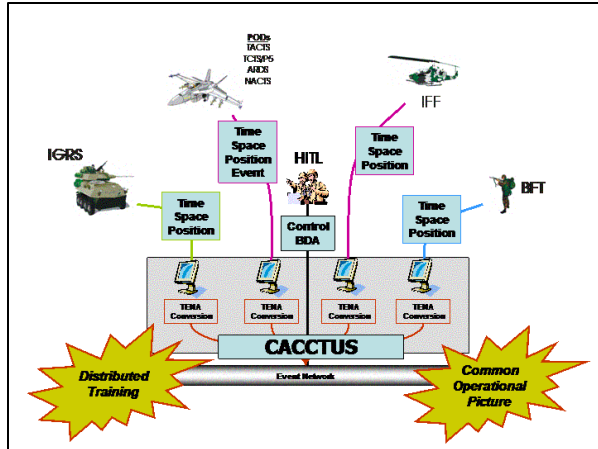 PODs
TACTS
TCTS/P5
ARDS
NACTS
IFF
IGRS
Time
Space
Position
Event
HITL
Time
Space
Position
BFT
Time
Space
Position
Control
BDA
Time
Space
Position
TENA
Conversion
TENA
Conversion
TENA
Conversion
TENA
Conversion
CACCTUS
Event Network
Distributed
Training
Common
Operational
Picture